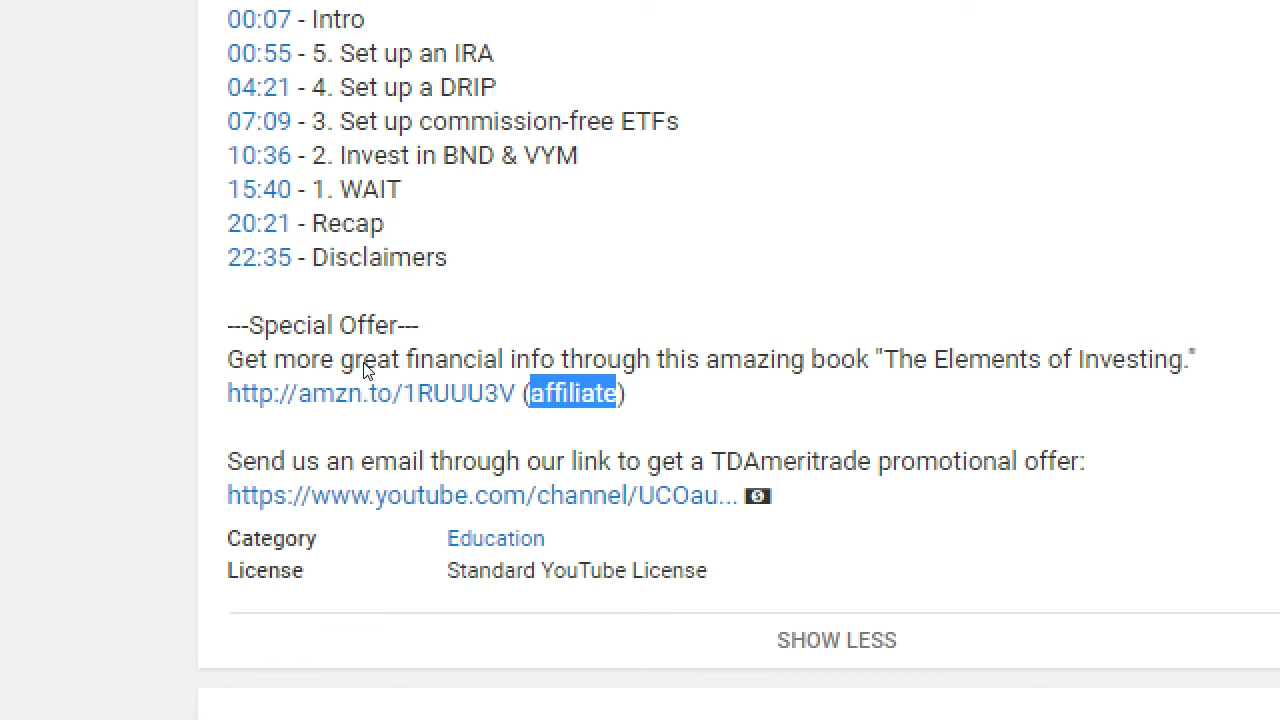 00:07 - Intro
00:55 - 5. Set up an IRA
04:21 - 4. Set up a DRIP
07:09 - 3. Set up commission-free ETFs
10:36 - 2. Invest in BND & VYM
15:40 - 1. WAIT
20:21 - Recap
22:35 - Disclaimers
---Special Offer---
Get more great financial info through this amazing book "The Elements of Investing."
http://amzn.to/1RUUU3V (affiliate)
Send us an email through our link to get a TDAmeritrade promotional offer:
https://www.youtube.com/channel/UCOau...
Category Education
License Standard YouTube License
SHOW LESS